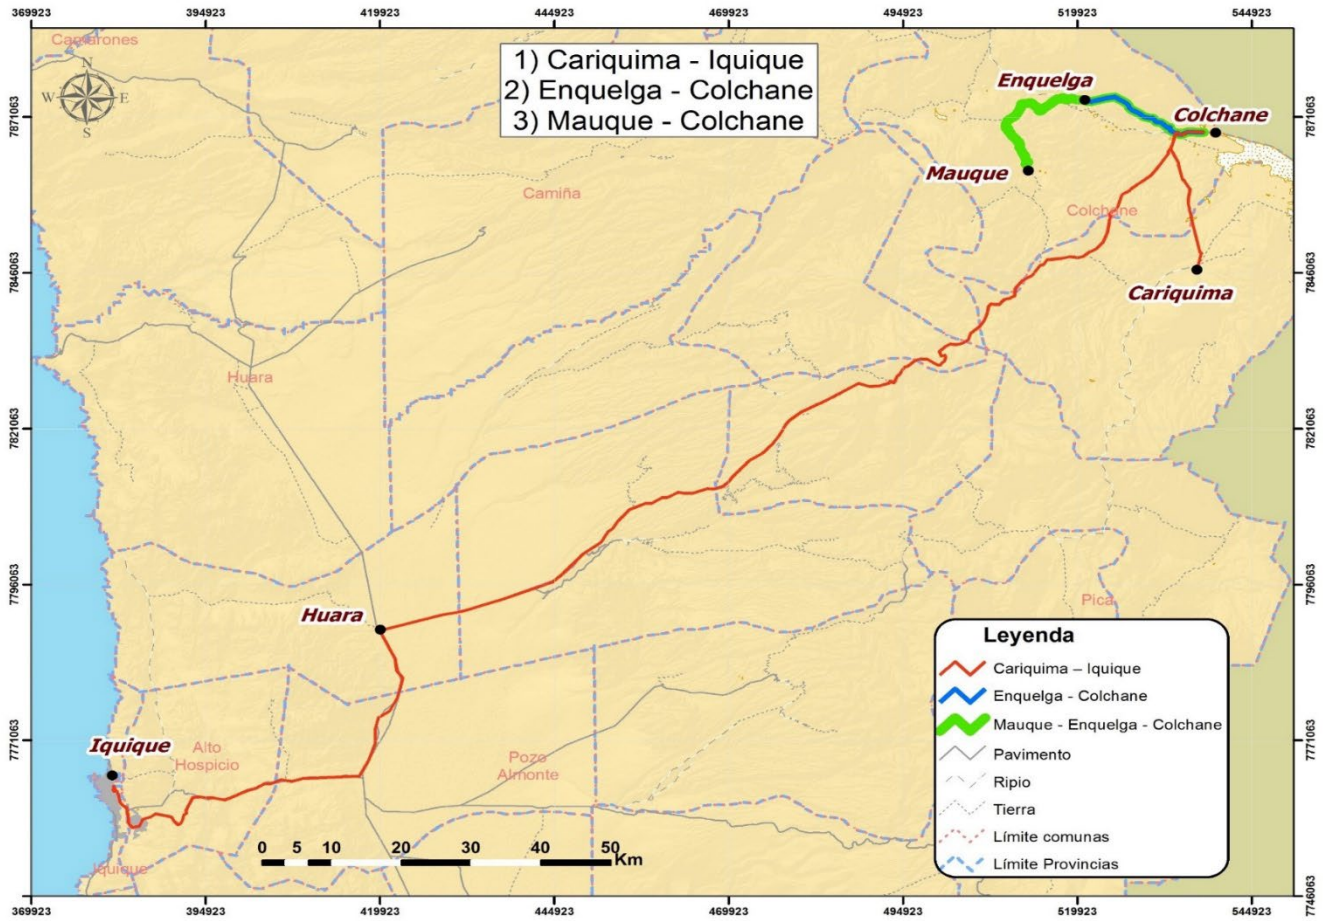 369923 394923 419923 444923 469923 494923 519923 544923
Camarones
N
W E
S
1) Cariquima - Iquique
2) Enquelga - Colchane
3) Mauque - Colchane
Enquelga
Colchane
Mauque
Camiña
Colchane
Cariquima
Huara
Huara
Pica
Iquique
Alto
Hospicio
Pozo
Almonte
Iquique
7871063
7846063
7821063
7796063
7771063
7871063
7846063
7821063
7796063
7771063
7746063
Leyenda
Cariquima – Iquique
Enquelga - Colchane
Mauque - Enquelga - Colchane
Pavimento
Ripio
Tierra
Límite comunas
Límite Provincias
0 5 10 20 30 40 50
Km
369923 394923 419923 444923 469923 494923 519923 544923